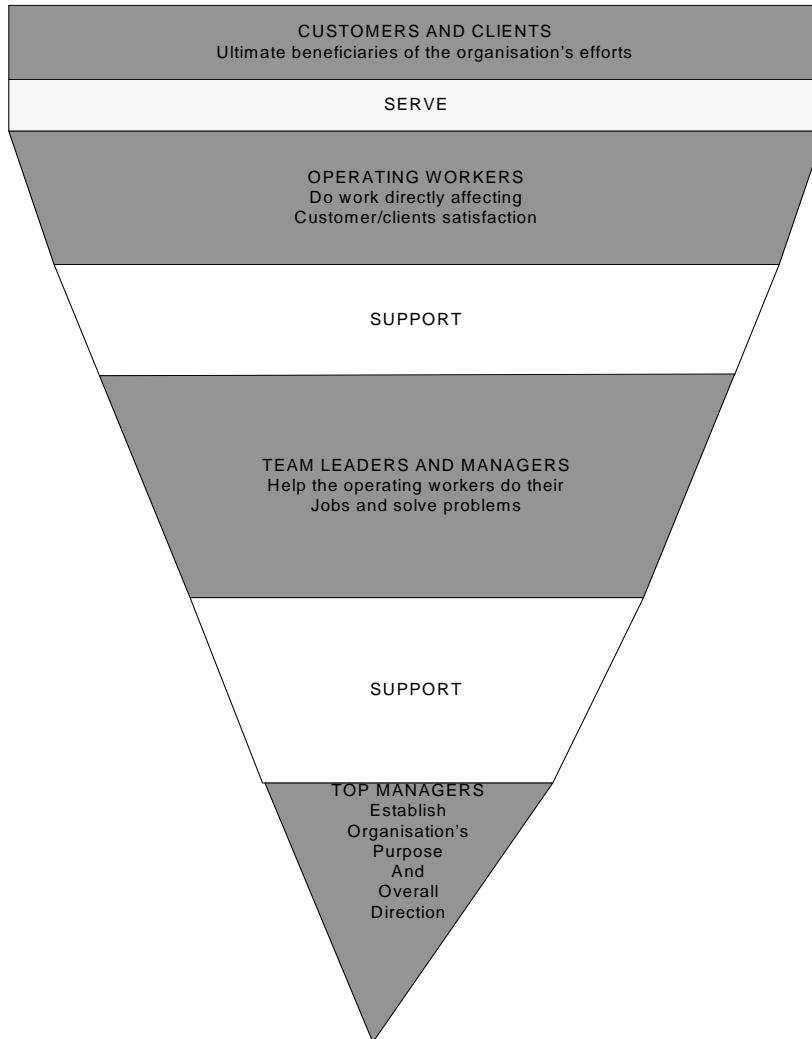 CUSTOMERS AND CLIENTS
Ultimate beneficiaries of the organisation's efforts
SERVE
OPERATING WORKERS
Do work directly affecting
Customer/clients satisfaction
SUPPORT
TEAM LEADERS AND MANAGERS
Help the operating workers do their
Jobs and solve problems
SUPPORT
TOP MANAGERS
Establish
Organisation's
Purpose
And
Overall
Direction